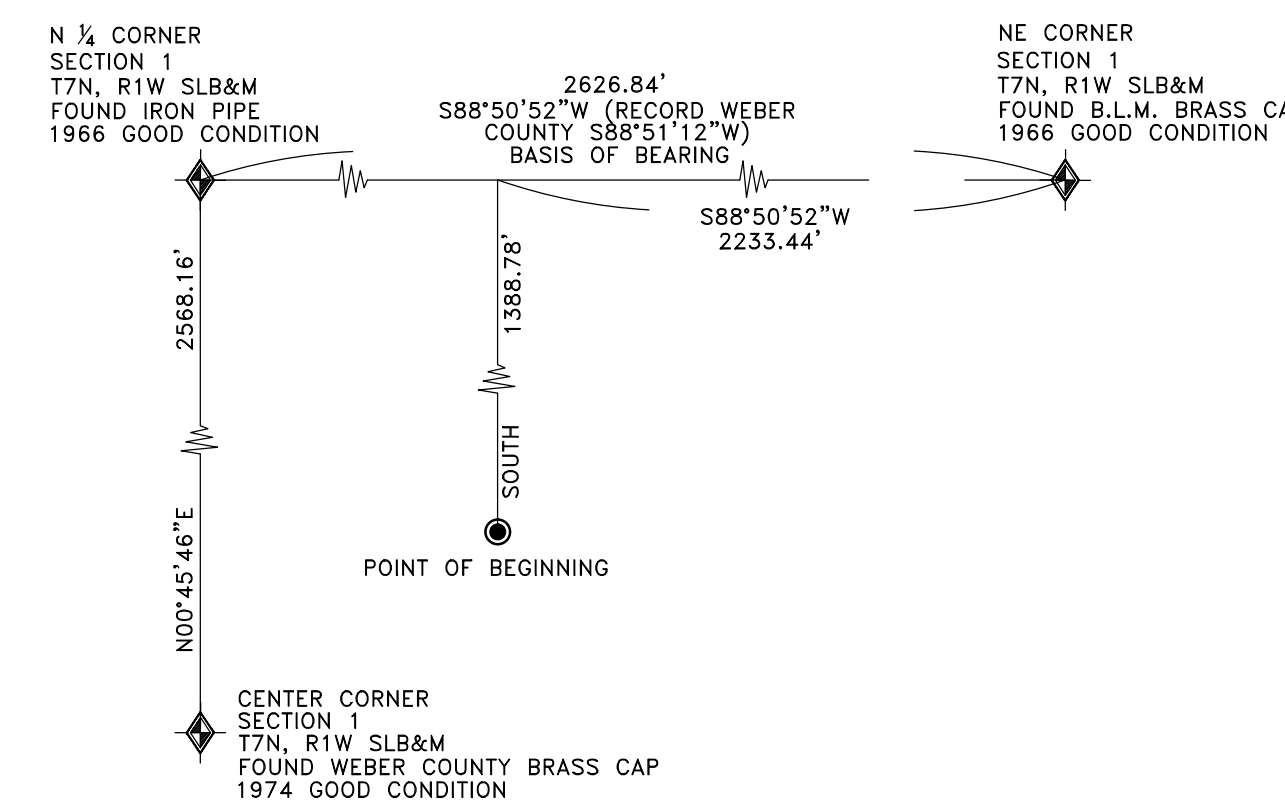 N ¼ CORNER
SECTION 1
T7N, R1W SLB&M
FOUND IRON PIPE
1966 GOOD CONDITION
2626.84'
S88°50'52"W (RECORD WEBER
COUNTY S88°51'12"W)
BASIS OF BEARING
NE CORNER
SECTION 1
T7N, R1W SLB&M
FOUND B.L.M. BRASS CA
1966 GOOD CONDITION
S88°50'52"W
2233.44'
2568.16'
N00°45'46"E
1388.78'
SOUTH
POINT OF BEGINNING
CENTER CORNER
SECTION 1
T7N, R1W SLB&M
FOUND WEBER COUNTY BRASS CAP
1974 GOOD CONDITION